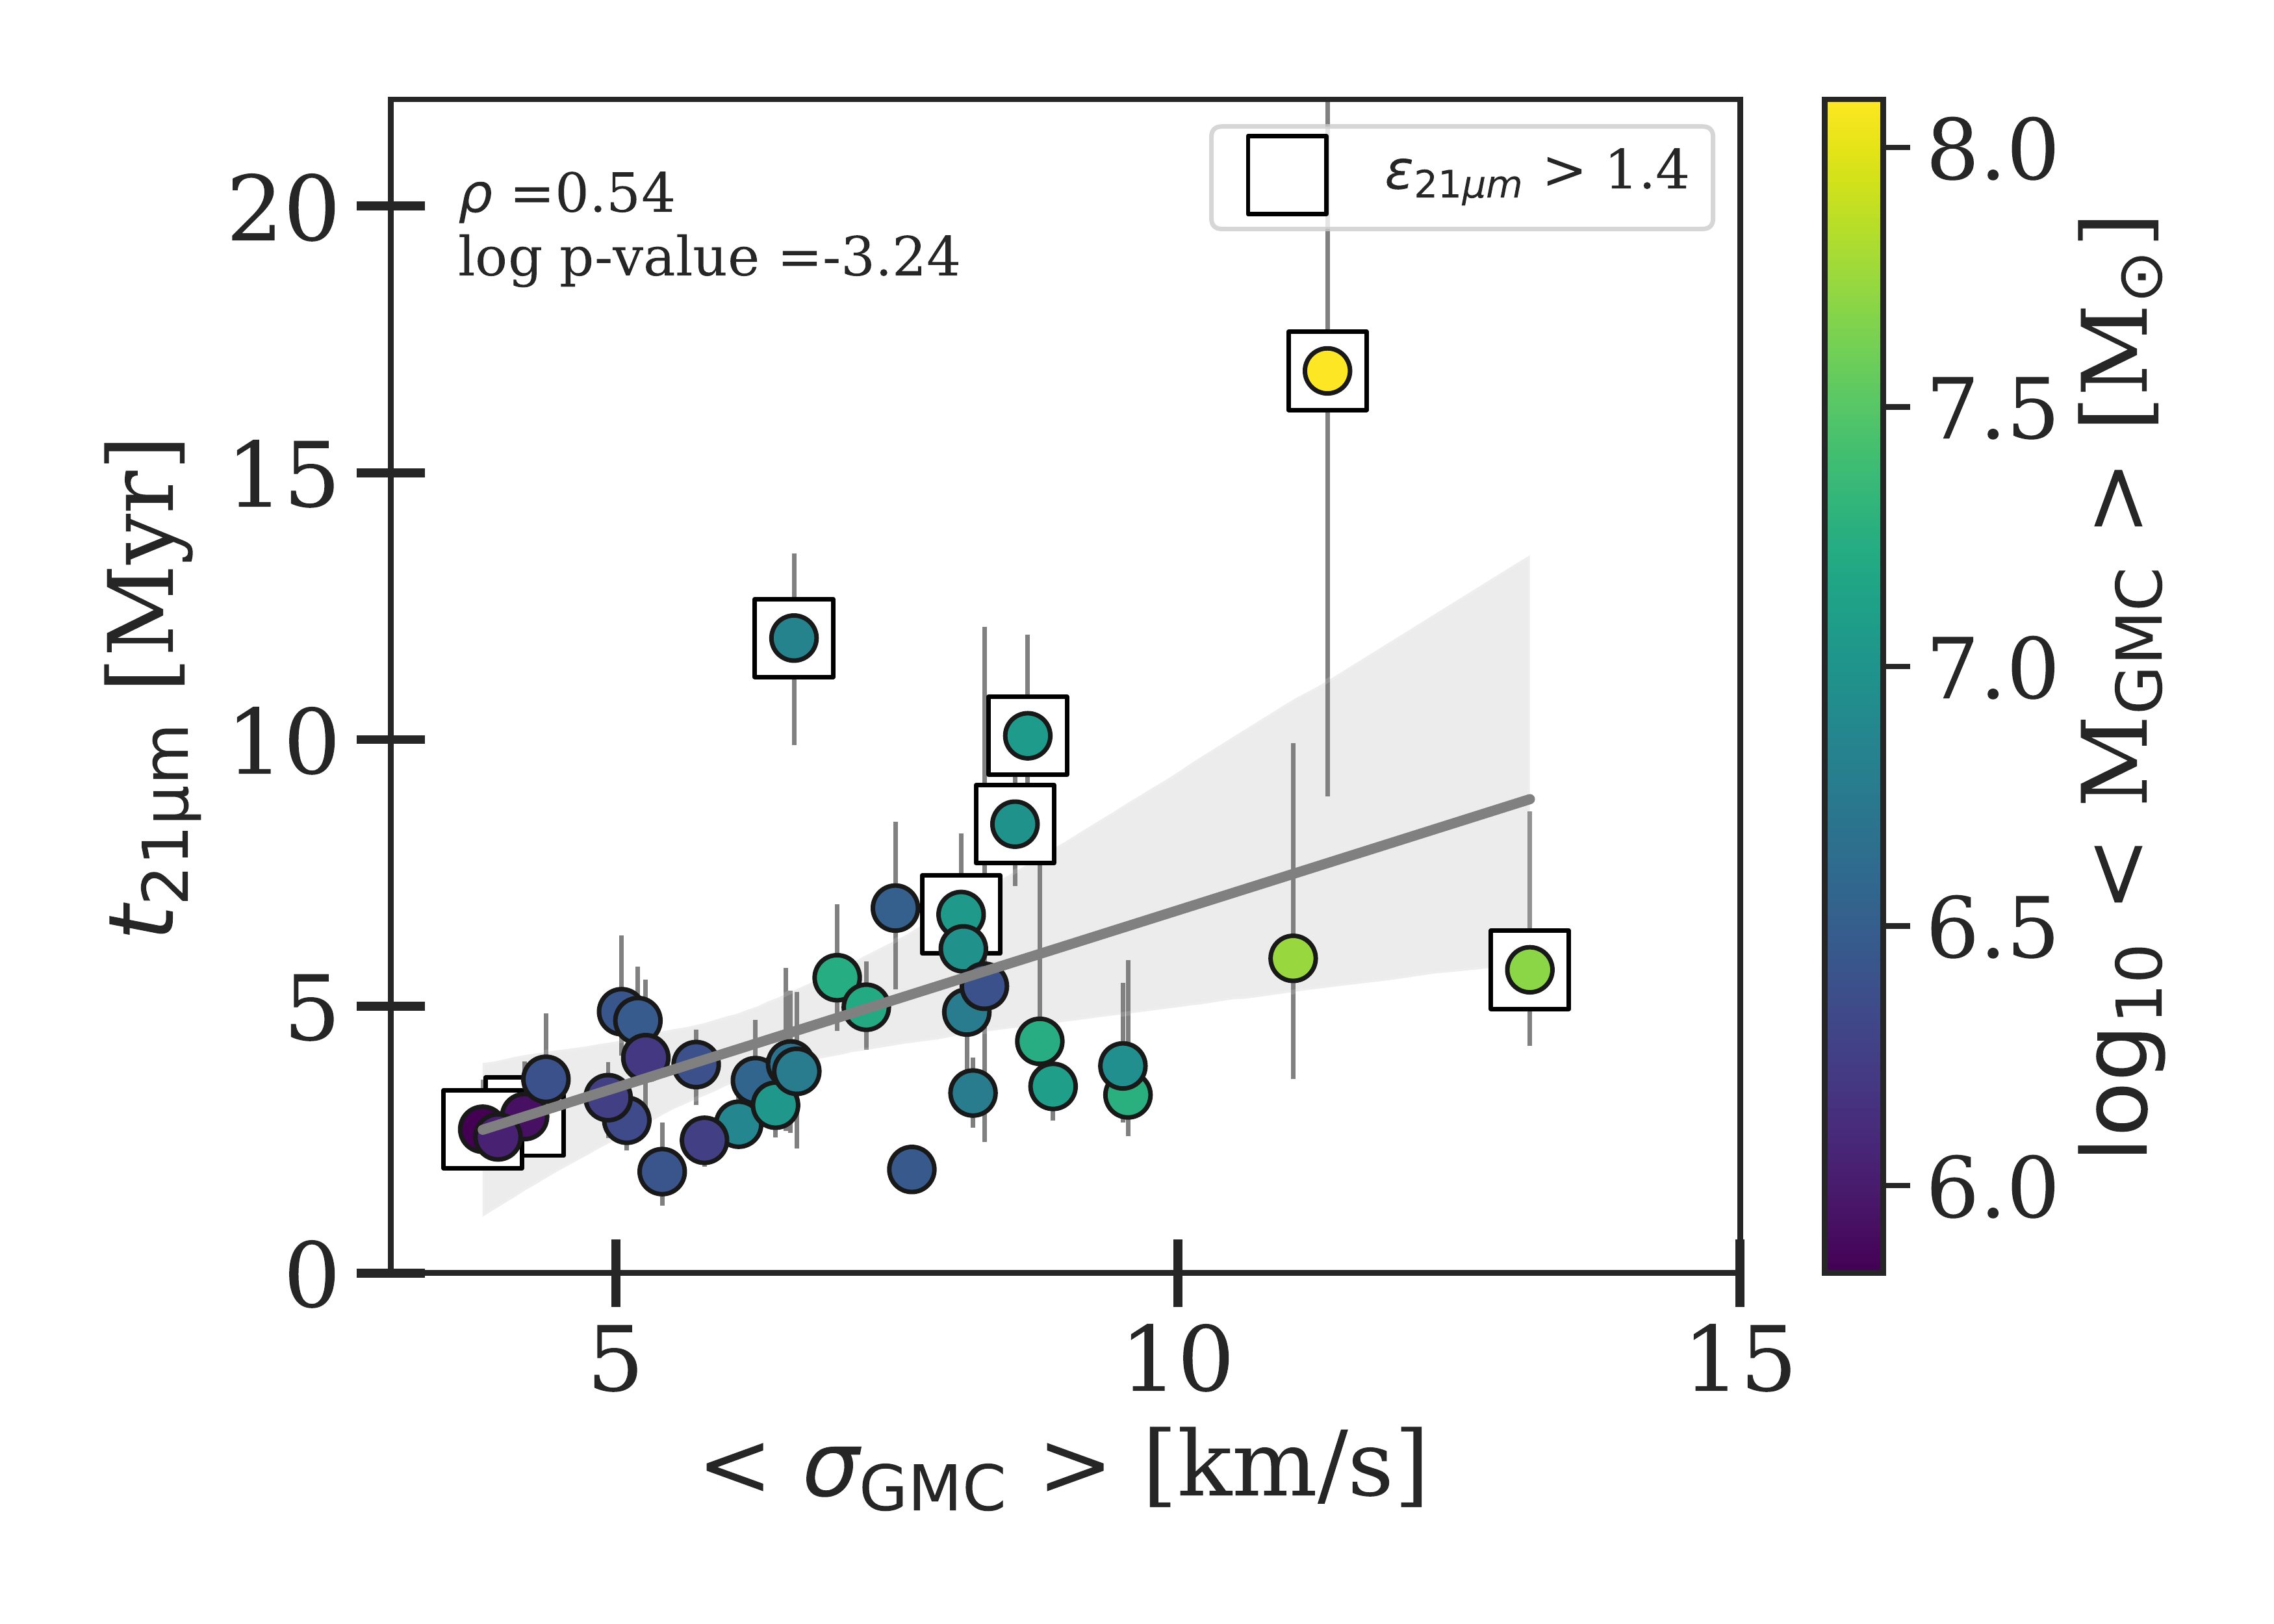 ρ =0.54
log p-value =-3.24
ε21μm > 1.4
20
15
10
5
0
t21μm [Myr]
5
10
15
< σGMC > [km/s]
8.0
7.5
7.0
6.5
6.0
log10 < MGMC > [M⊙]